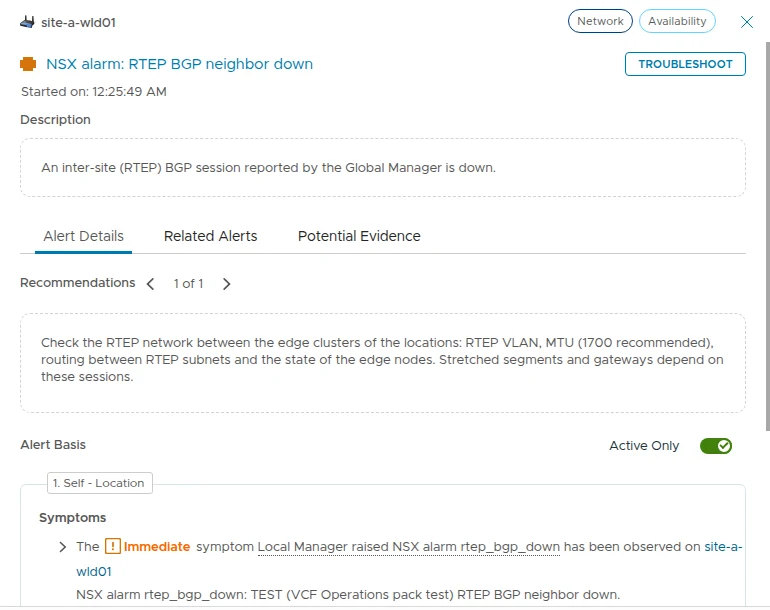 site-a-wld01
Network
Availability
NSX alarm: RTEP BGP neighbor down
TROUBLESHOOT
Started on: 12:25:49 AM
Description
An inter-site (RTEP) BGP session reported by the Global Manager is down.
Alert Details
Related Alerts
Potential Evidence
Recommendations
1 of 1
Check the RTEP network between the edge clusters of the locations: RTEP VLAN, MTU (1700 recommended),
routing between RTEP subnets and the state of the edge nodes. Stretched segments and gateways depend on
these sessions.
Alert Basis
Active Only
1. Self - Location
Symptoms
The ! Immediate symptom Local Manager raised NSX alarm rtep_bgp_down has been observed on site-a-
wld01
NSX alarm rtep_bgp_down: TEST (VCF Operations pack test) RTEP BGP neighbor down.